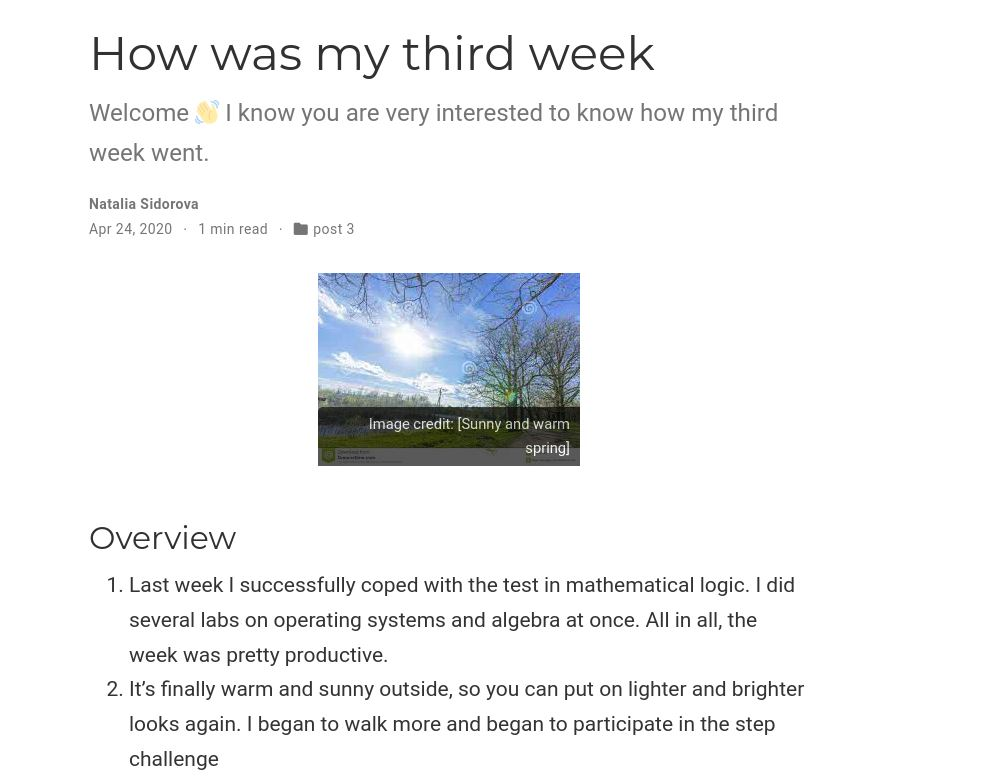 How was my third week
Welcome 👋 I know you are very interested to know how my third
week went.
Natalia Sidorova
Apr 24, 2020 · 1 min read · post 3
Image credit: [Sunny and warm
spring]
Overview
1. Last week I successfully coped with the test in mathematical logic. I did
several labs on operating systems and algebra at once. All in all, the
week was pretty productive.
2. It’s finally warm and sunny outside, so you can put on lighter and brighter
looks again. I began to walk more and began to participate in the step
challenge